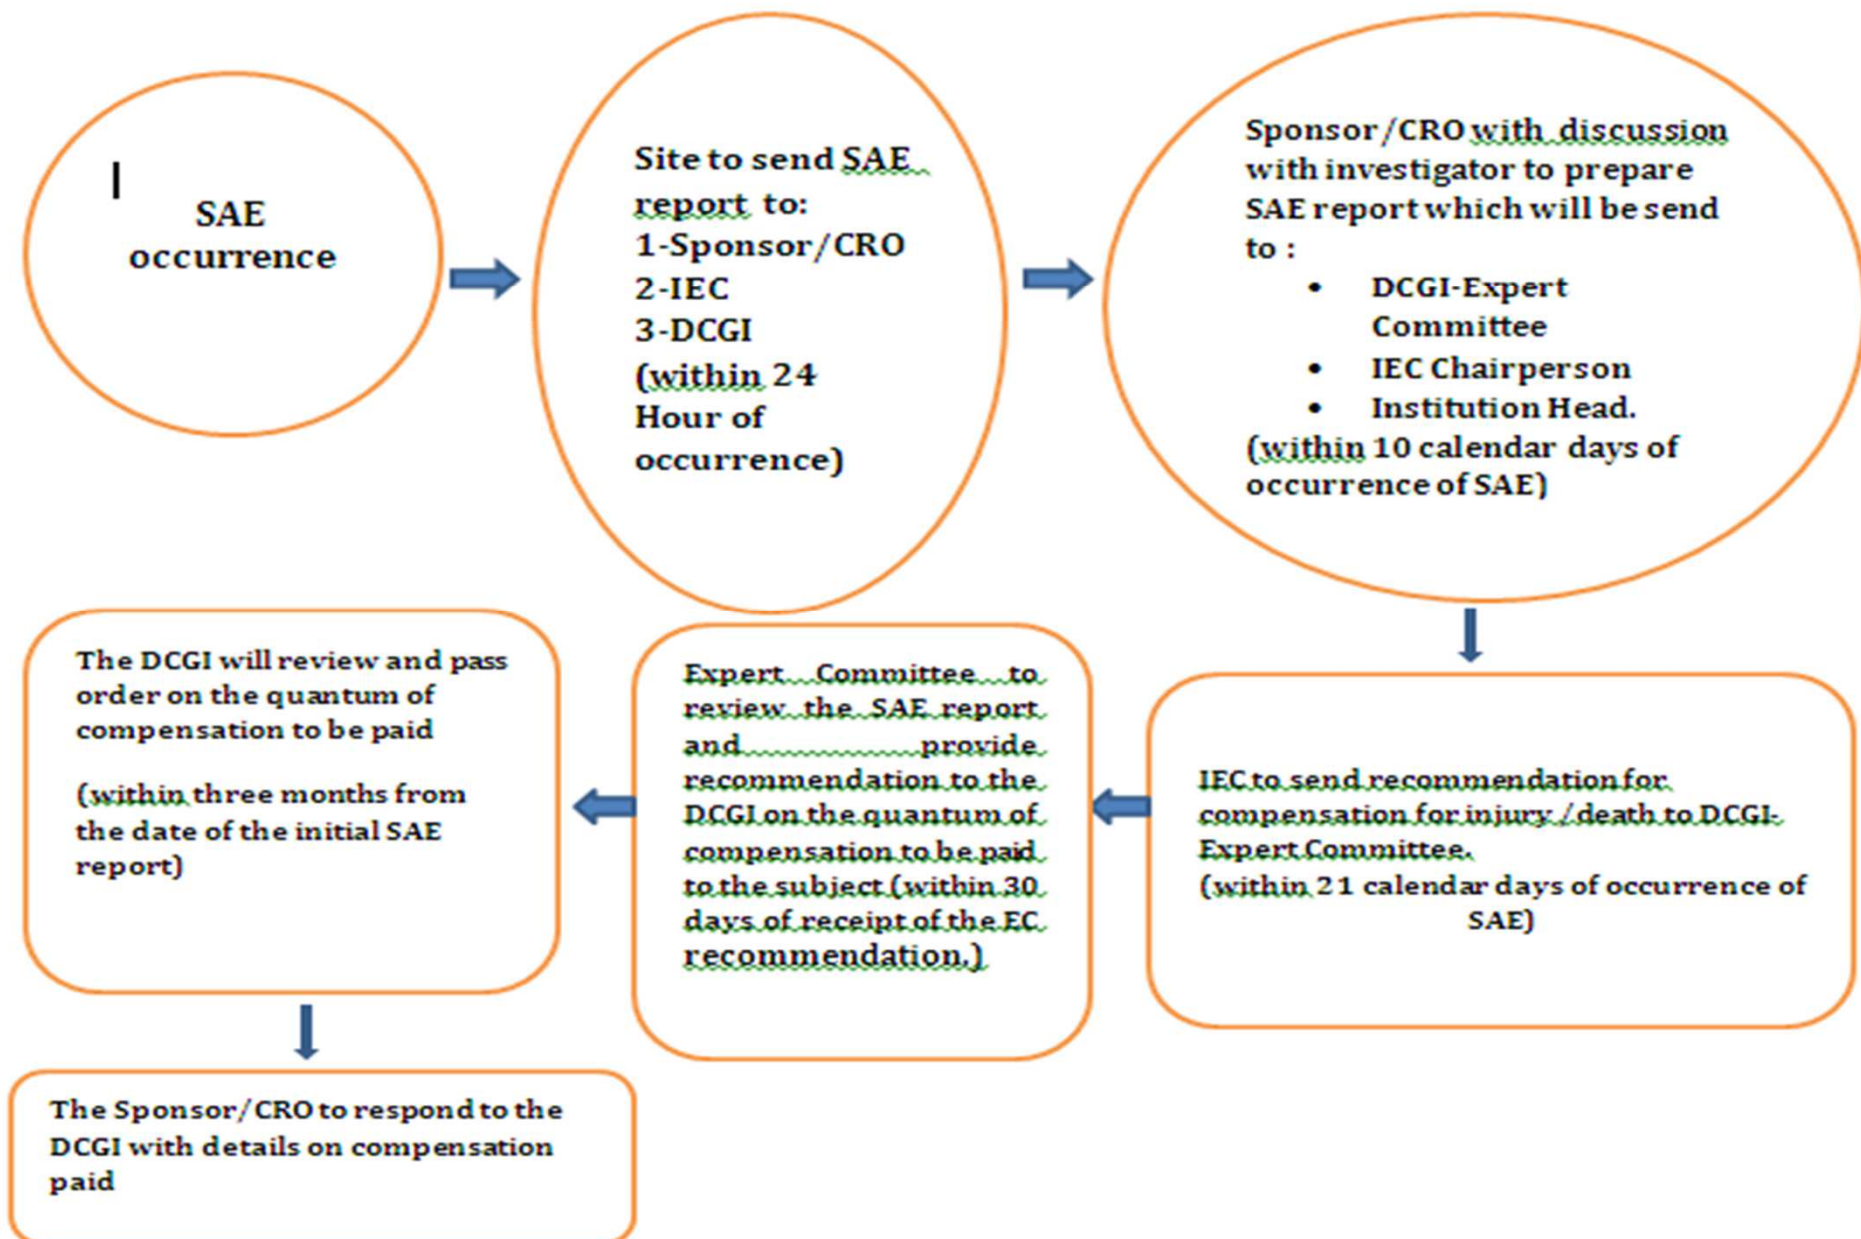 SAE
occurrence
Site to send SAE
report to:
1-Sponsor/CRO
2-IEC
3-DCGI
(within 24
Hour of
occurrence)
Sponsor/CRO with discussion
with investigator to prepare
SAE report which will be send
to :
• DCGI-Expert
Committee
• IEC Chairperson
• Institution Head.
(within 10 calendar days of
occurrence of SAE)
IEC to send recommendation for
compensation for injury /death to DCGI-
Expert Committee.
(within 21 calendar days of occurrence of
SAE)
Expert Committee to
review the SAE report
and provide
recommendation to the
DCGI on the quantum of
compensation to be paid
to the subject (within 30
days of receipt of the EC
recommendation.)
The DCGI will review and pass
order on the quantum of
compensation to be paid
(within three months from
the date of the initial SAE
report)
The Sponsor/CRO to respond to the
DCGI with details on compensation
paid